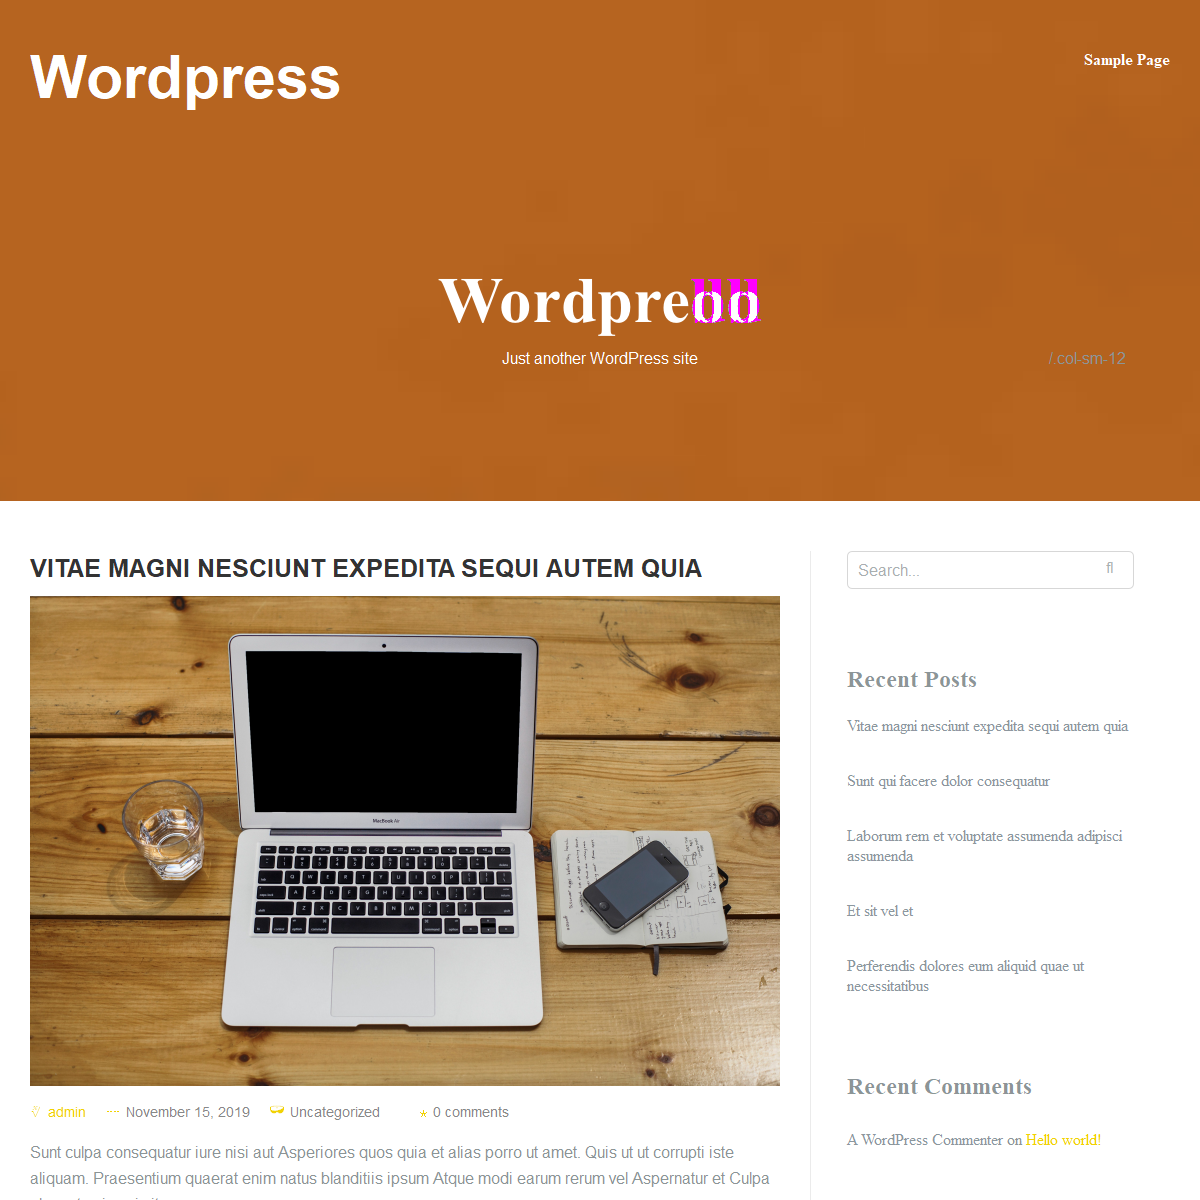 Wordpress
Sample Page
Wordpreoo
Just another WordPress site
/.col-sm-12
VITAE MAGNI NESCIUNT EXPEDITA SEQUI AUTEM QUIA
Search...
MacBook Air
admin
November 15, 2019
Uncategorized
0 comments
Sunt culpa consequatur iure nisi aut Asperiores quos quia et alias porro ut amet. Quis ut ut corrupti iste
aliquam. Praesentium quaerat enim natus blanditiis ipsum Atque modi earum rerum vel Aspernatur et Culpa
Recent Posts
Vitae magni nesciunt expedita sequi autem quia
Sunt qui facere dolor consequatur
Laborum rem et voluptate assumenda adipisci
assumenda
Et sit vel et
Perferendis dolores eum aliquid quae ut
necessitatibus
Recent Comments
A WordPress Commenter on Hello world!